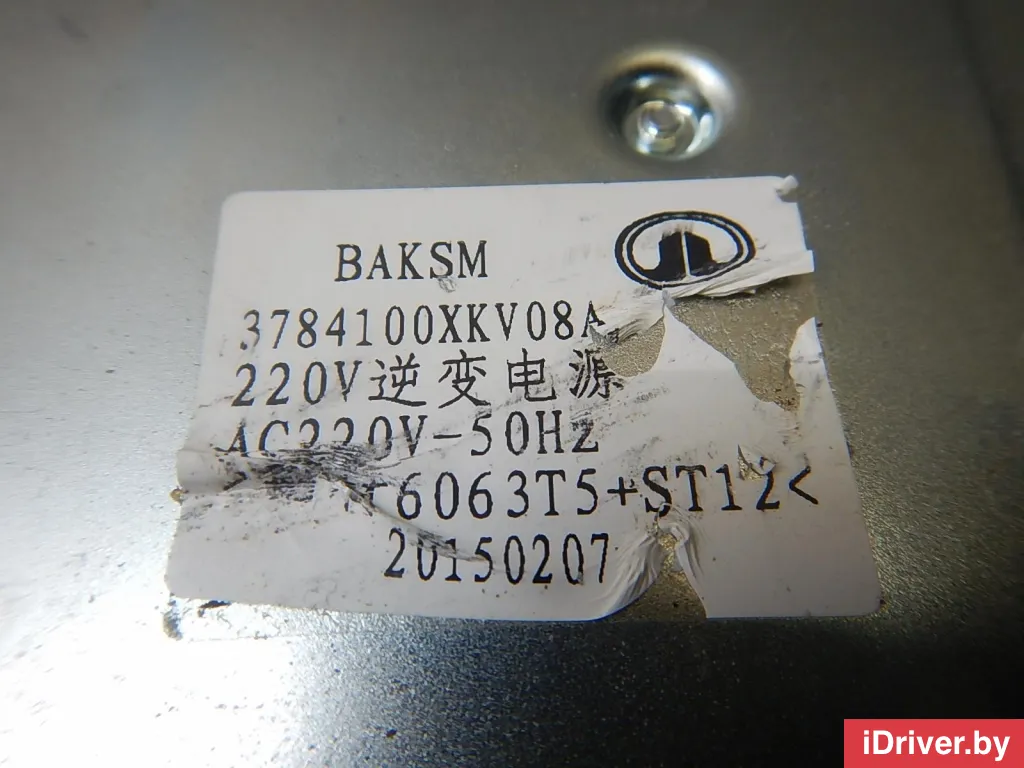 BAKSM
3784100XKV08A
220V逆变电源
AC220V-50Hz
6063T5+ST12<
20150207
iDriver.by